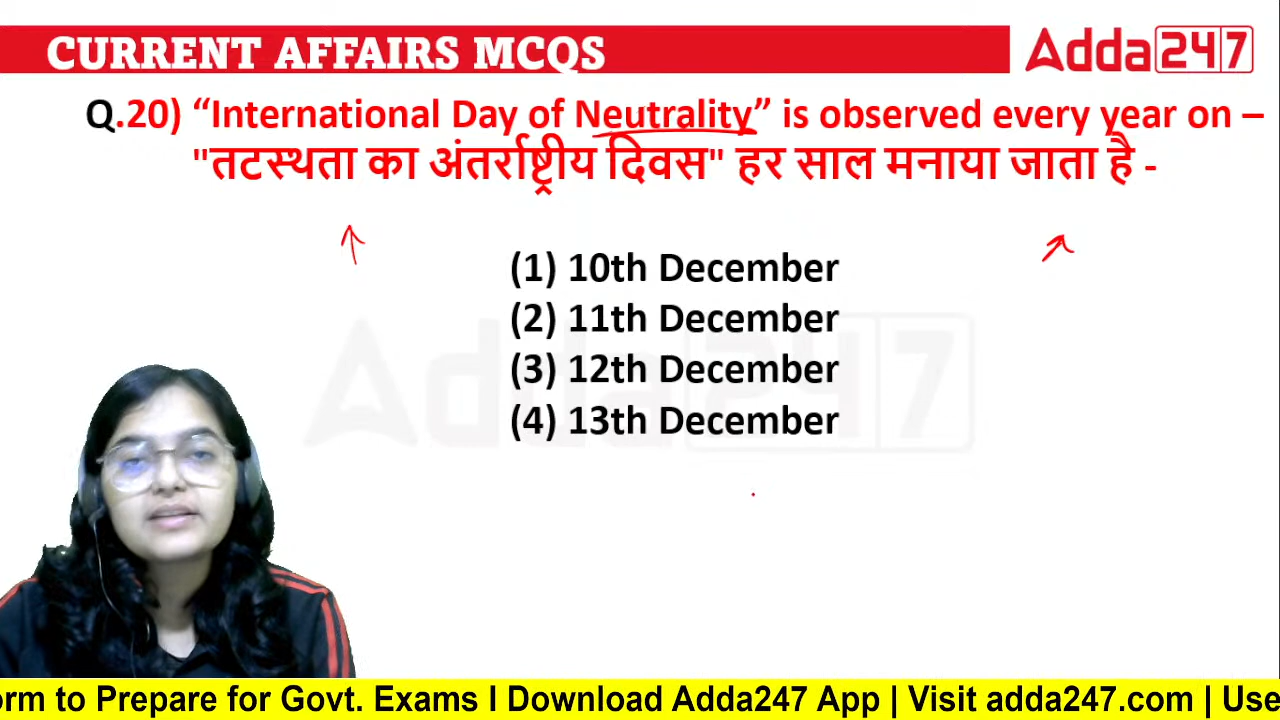 CURRENT AFFAIRS MCQS
Adda247
Q.20) “International Day of Neutrality” is observed every year on –
"तटस्थता का अंतर्राष्ट्रीय दिवस" हर साल मनाया जाता है -
(1) 10th December
(2) 11th December
(3) 12th December
(4) 13th December
Adda247
orm to Prepare for Govt. Exams I Download Adda247 App | Visit adda247.com | Use